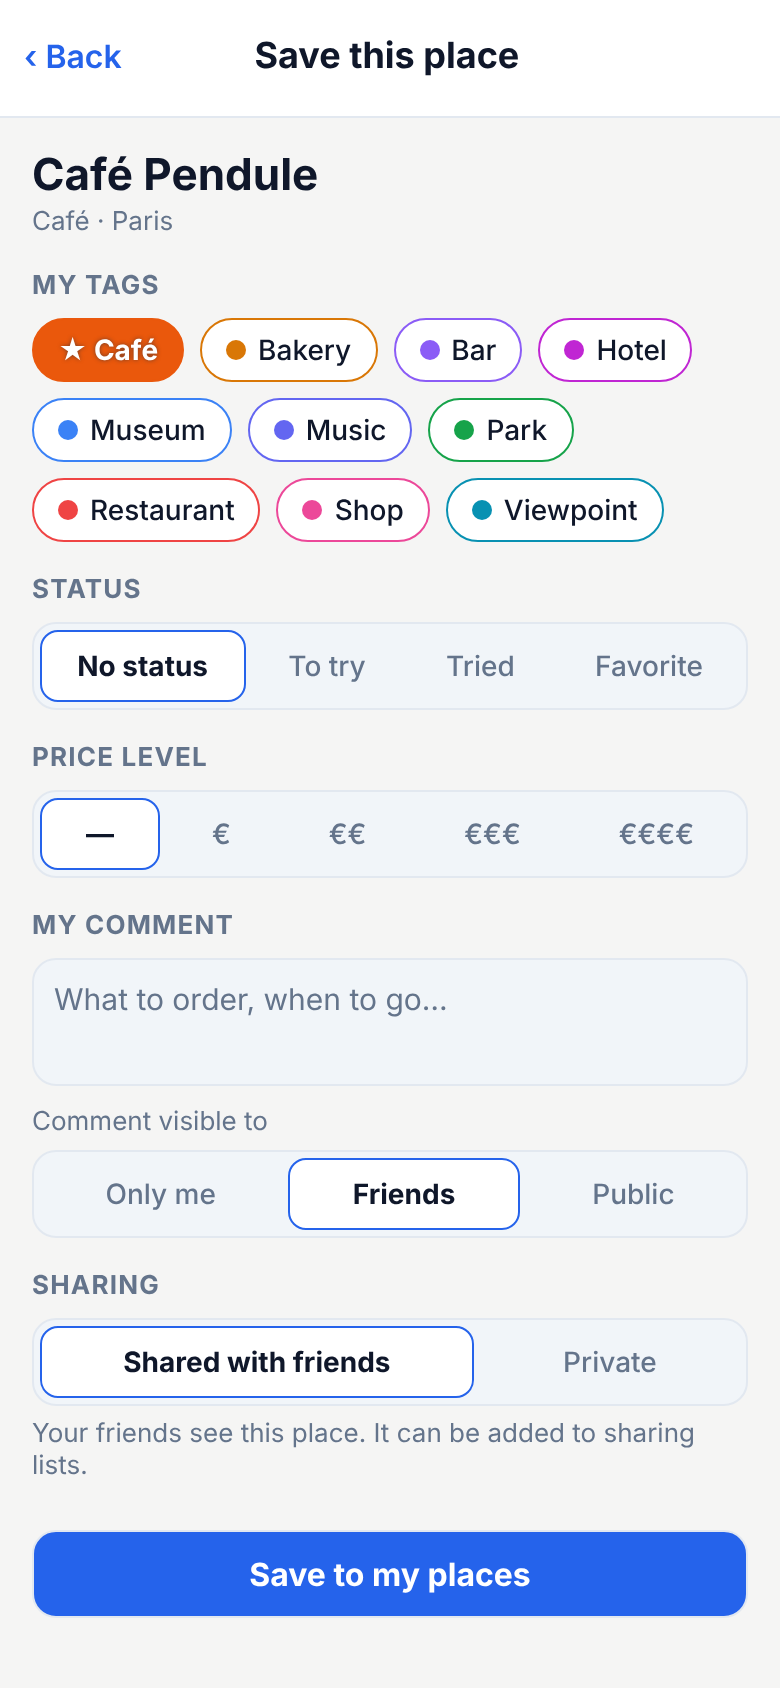 ‹ Back
Save this place
Café Pendule
Café · Paris
MY TAGS
★ Café
Bakery
Bar
Hotel
Museum
Music
Park
Restaurant
Shop
Viewpoint
STATUS
No status
To try
Tried
Favorite
PRICE LEVEL
—
€
€€
€€€
€€€€
MY COMMENT
What to order, when to go...
Comment visible to
Only me
Friends
Public
SHARING
Shared with friends
Private
Your friends see this place. It can be added to sharing
lists.
Save to my places